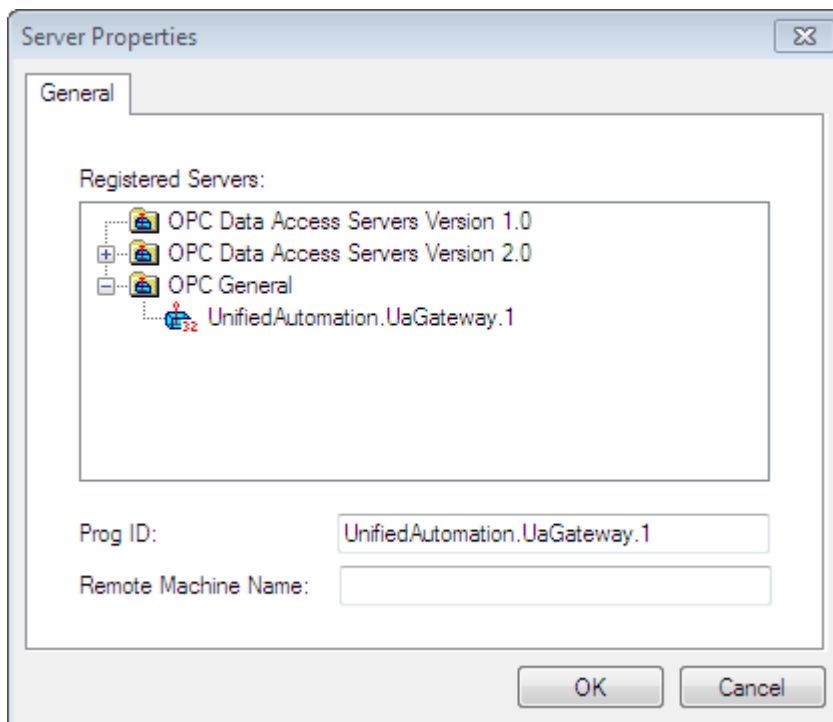 Server Properties
General
Registered Servers:
OPC Data Access Servers Version 1.0
OPC Data Access Servers Version 2.0
OPC General
32 UnifiedAutomation.UaGateway.1
Prog ID: UnifiedAutomation.UaGateway.1
Remote Machine Name:
OK Cancel